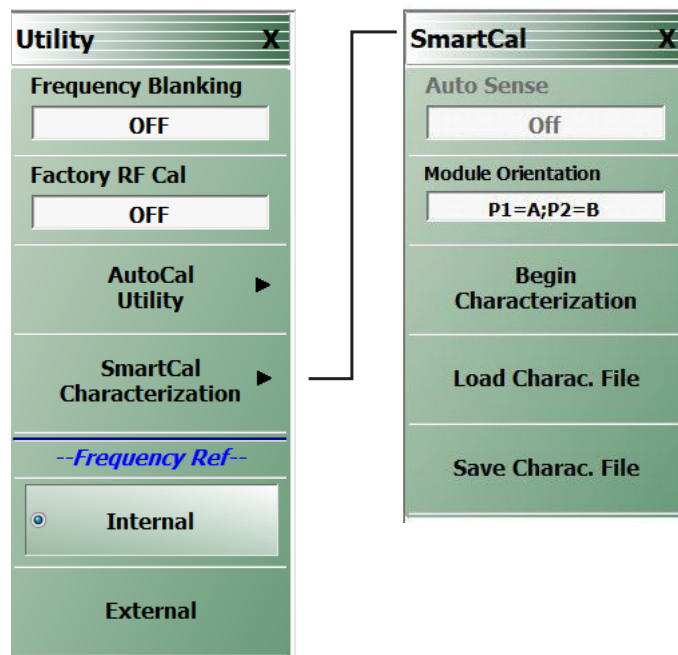 Utility X
Frequency Blanking
OFF
Factory RF Cal
OFF
AutoCal
Utility
SmartCal
Characterization
--Frequency Ref--
Internal
External
SmartCal X
Auto Sense
Off
Module Orientation
P1=A;P2=B
Begin
Characterization
Load Charac. File
Save Charac. File